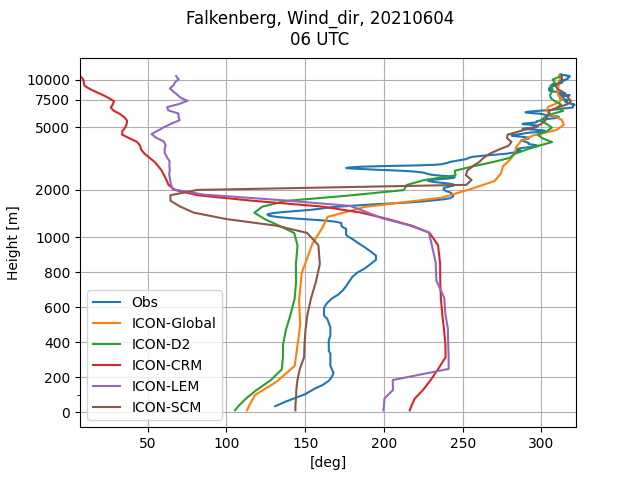 Falkenberg, Wind_dir, 20210604
06 UTC
10000
7500
5000
2000
1000
800
600
400
200
0
Height [m]
Obs
ICON-Global
ICON-D2
ICON-CRM
ICON-LEM
ICON-SCM
50
100
150
200
250
300
[deg]